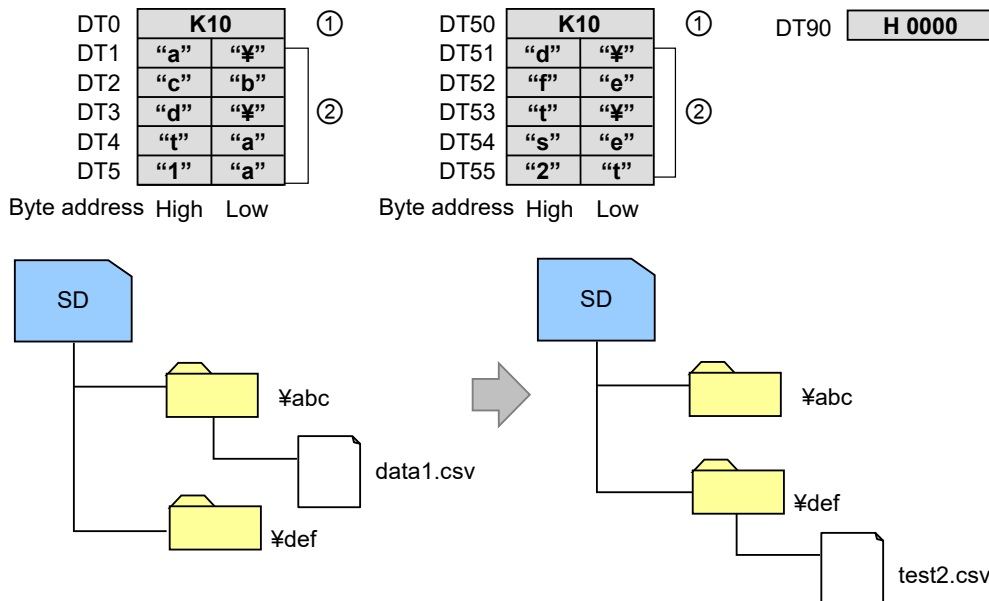 DT0 K10 ① DT50 K10 ① DT90 H 0000
DT1 “a” “¥” DT51 “d” “¥”
DT2 “c” “b” DT52 “f” “e”
DT3 “d” “¥” ② DT53 “t” “¥” ②
DT4 “t” “a” DT54 “s” “e”
DT5 “1” “a” DT55 “2” “t”
Byte address High Low Byte address High Low
SD SD
¥abc ¥abc
data1.csv
¥def ¥def
test2.csv